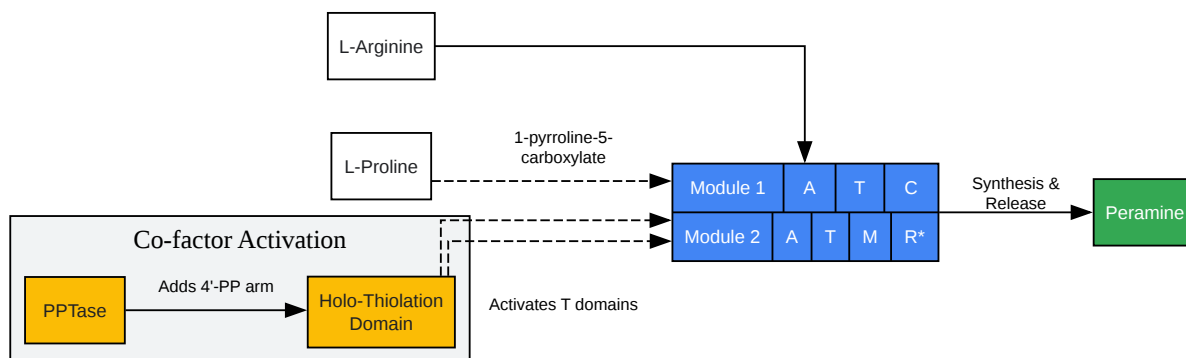 L-Arginine
L-Proline
1-pyrroline-5-
carboxylate
Module 1 A T C
Module 2 A T M R*
Synthesis &
Release
Peramine
Co-factor Activation
PPTase
Adds 4'-PP arm
Holo-Thiolation
Domain
Activates T domains